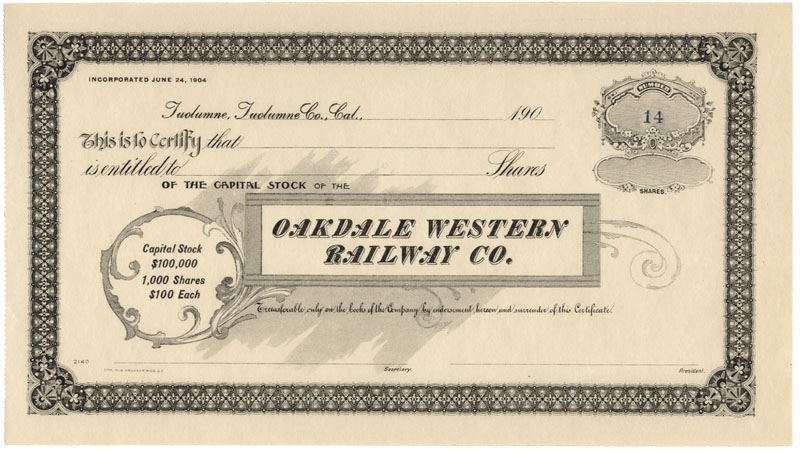 INCORPORATED JUNE 24, 1904
NUMBER
14
Tuolumne, Tuolumne Co., Cal., 190
This is to Certify that
is entitled to Shares
SHARES
OF THE CAPITAL STOCK OF THE
OAKDALE WESTERN
RAILWAY CO.
Capital Stock
$100,000
1,000 Shares
$100 Each
Transferable only on the books of the Company by endorsement hereon and surrender of this Certificate.
2140
Secretary.
President.